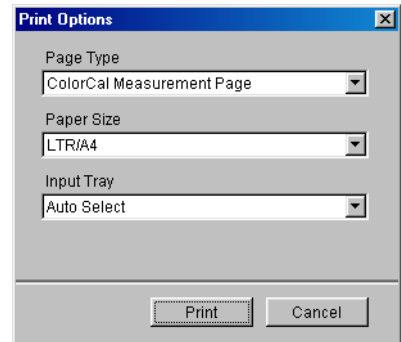 Print Options
Page Type
ColorCal Measurement Page
Paper Size
LTR/A4
Input Tray
Auto Select
Print Cancel